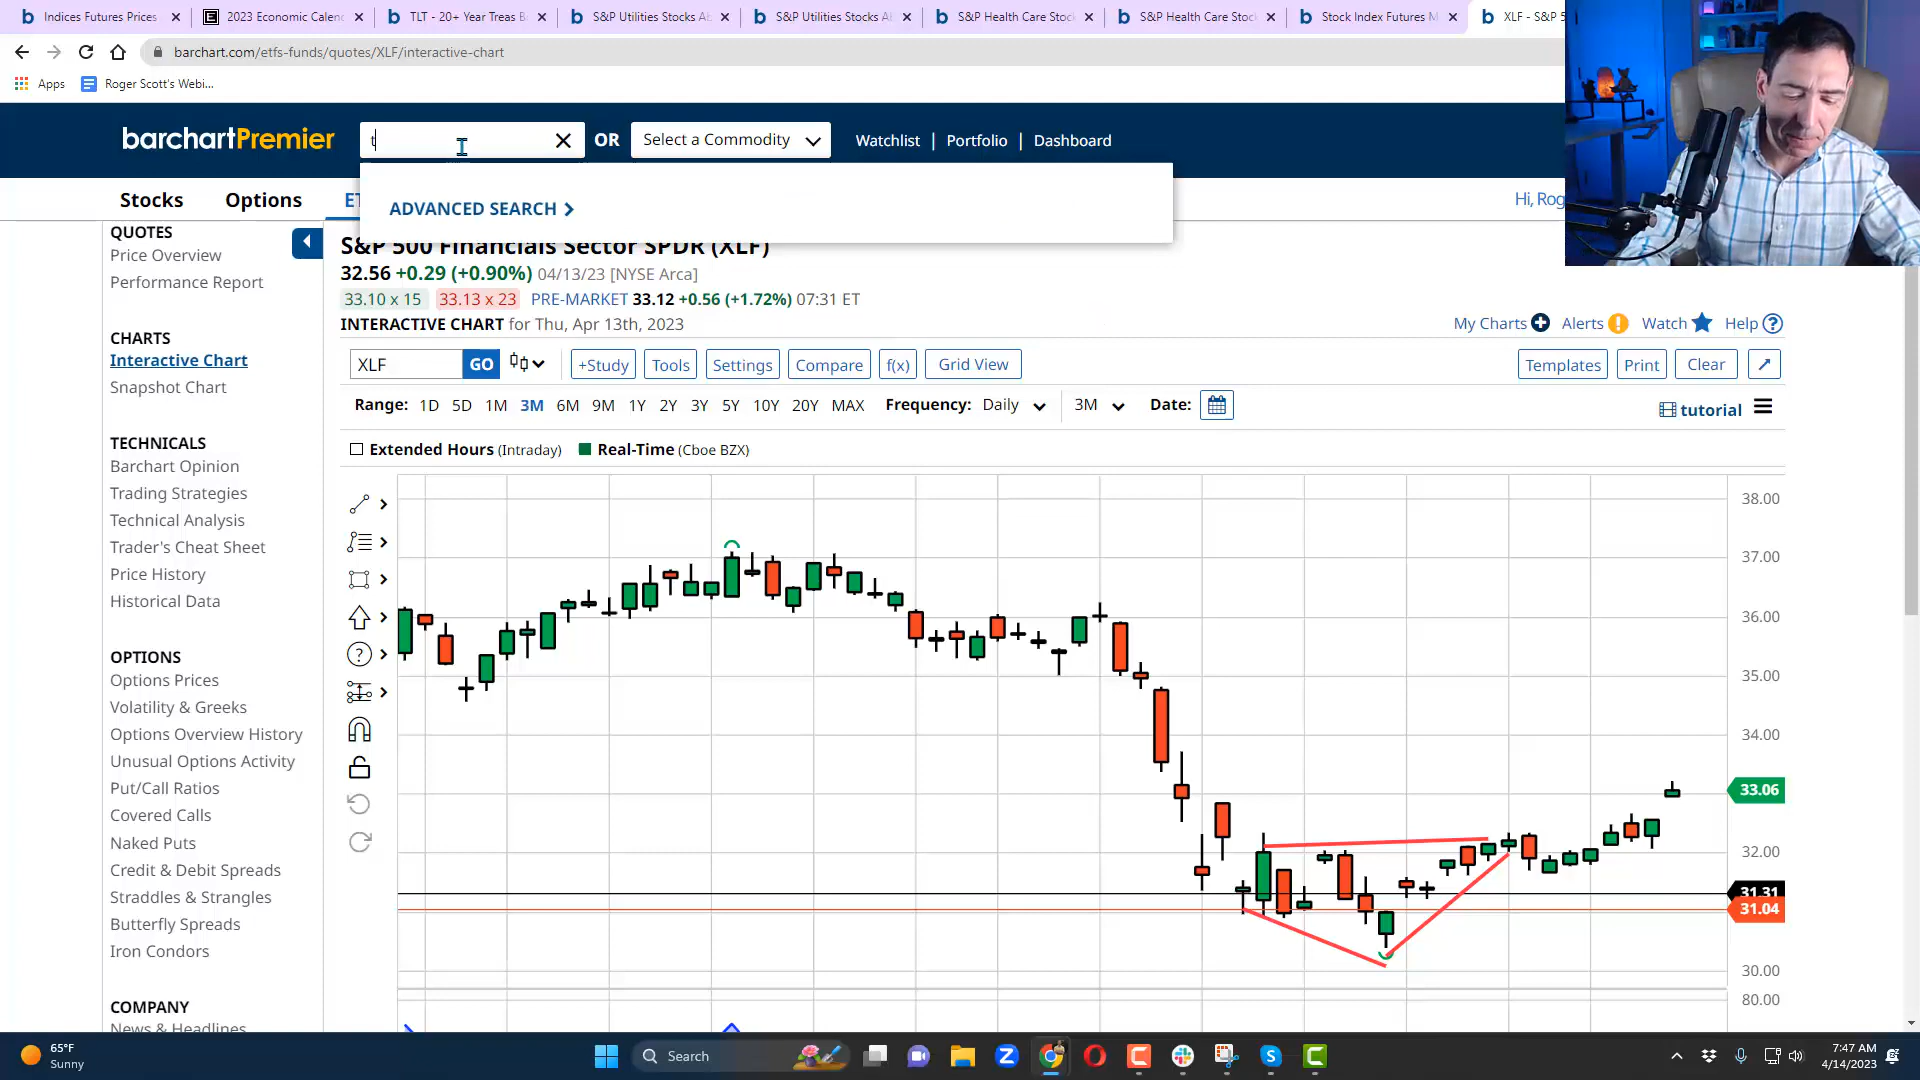 Indices Futures Prices
2023 Economic Calen
TLT - 20+ Year Treas B
S&P Utilities Stocks Ab
S&P Utilities Stocks Ab
S&P Health Care Stock
S&P Health Care Stoc
Stock Index Futures M
XLF - S&P 5
barchart.com/etfs-funds/quotes/XLF/interactive-chart
Apps
Roger Scott's Webi...
barchartPremier
t
OR
Select a Commodity
Watchlist | Portfolio | Dashboard
ADVANCED SEARCH
Stocks
Options
ET
Hi, Rog
QUOTES
Price Overview
Performance Report
CHARTS
Interactive Chart
Snapshot Chart
TECHNICALS
Barchart Opinion
Trading Strategies
Technical Analysis
Trader's Cheat Sheet
Price History
Historical Data
OPTIONS
Options Prices
Volatility & Greeks
Options Overview History
Unusual Options Activity
Put/Call Ratios
Covered Calls
Naked Puts
Credit & Debit Spreads
Straddles & Strangles
Butterfly Spreads
Iron Condors
COMPANY
News & Headlines
S&P 500 Financials Sector SPDR (XLF)
32.56 +0.29 (+0.90%) 04/13/23 [NYSE Arca]
33.10 x 15 33.13 x 23 PRE-MARKET 33.12 +0.56 (+1.72%) 07:31 ET
INTERACTIVE CHART for Thu, Apr 13th, 2023
My Charts
Alerts
Watch
Help
XLF
GO
+Study
Tools
Settings
Compare
f(x)
Grid View
Templates
Print
Clear
Range: 1D 5D 1M 3M 6M 9M 1Y 2Y 3Y 5Y 10Y 20Y MAX
Frequency: Daily
3M
Date:
tutorial
Extended Hours (Intraday)
Real-Time (Cboe BZX)
38.00
37.00
36.00
35.00
34.00
33.06
32.00
31.31
31.04
30.00
80.00
65°F
Sunny
Search
7:47 AM
4/14/2023